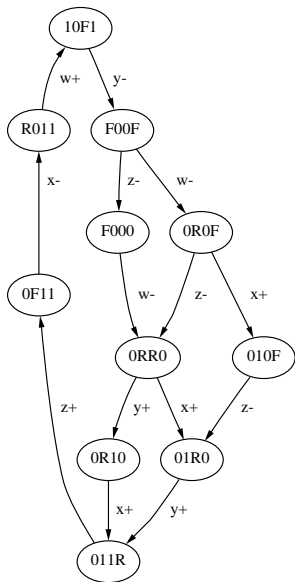 10F1
w+ y-
R011 F00F
z- w-
x-
F000 0R0F
w- z- x+
0F11
0RR0 010F
z+ y+ x+ z-
0R10 01R0
x+ y+
011R